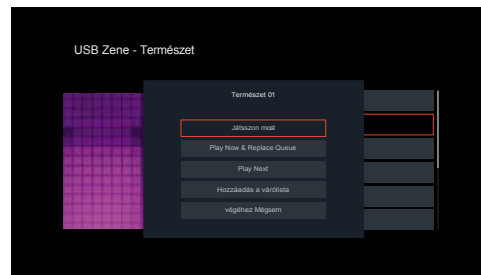 USB Zene - Természet
Természet 01
Játsszon most
Play Now & Replace Queue
Play Next
Hozzáadás a várólista
végéhez Mégsem